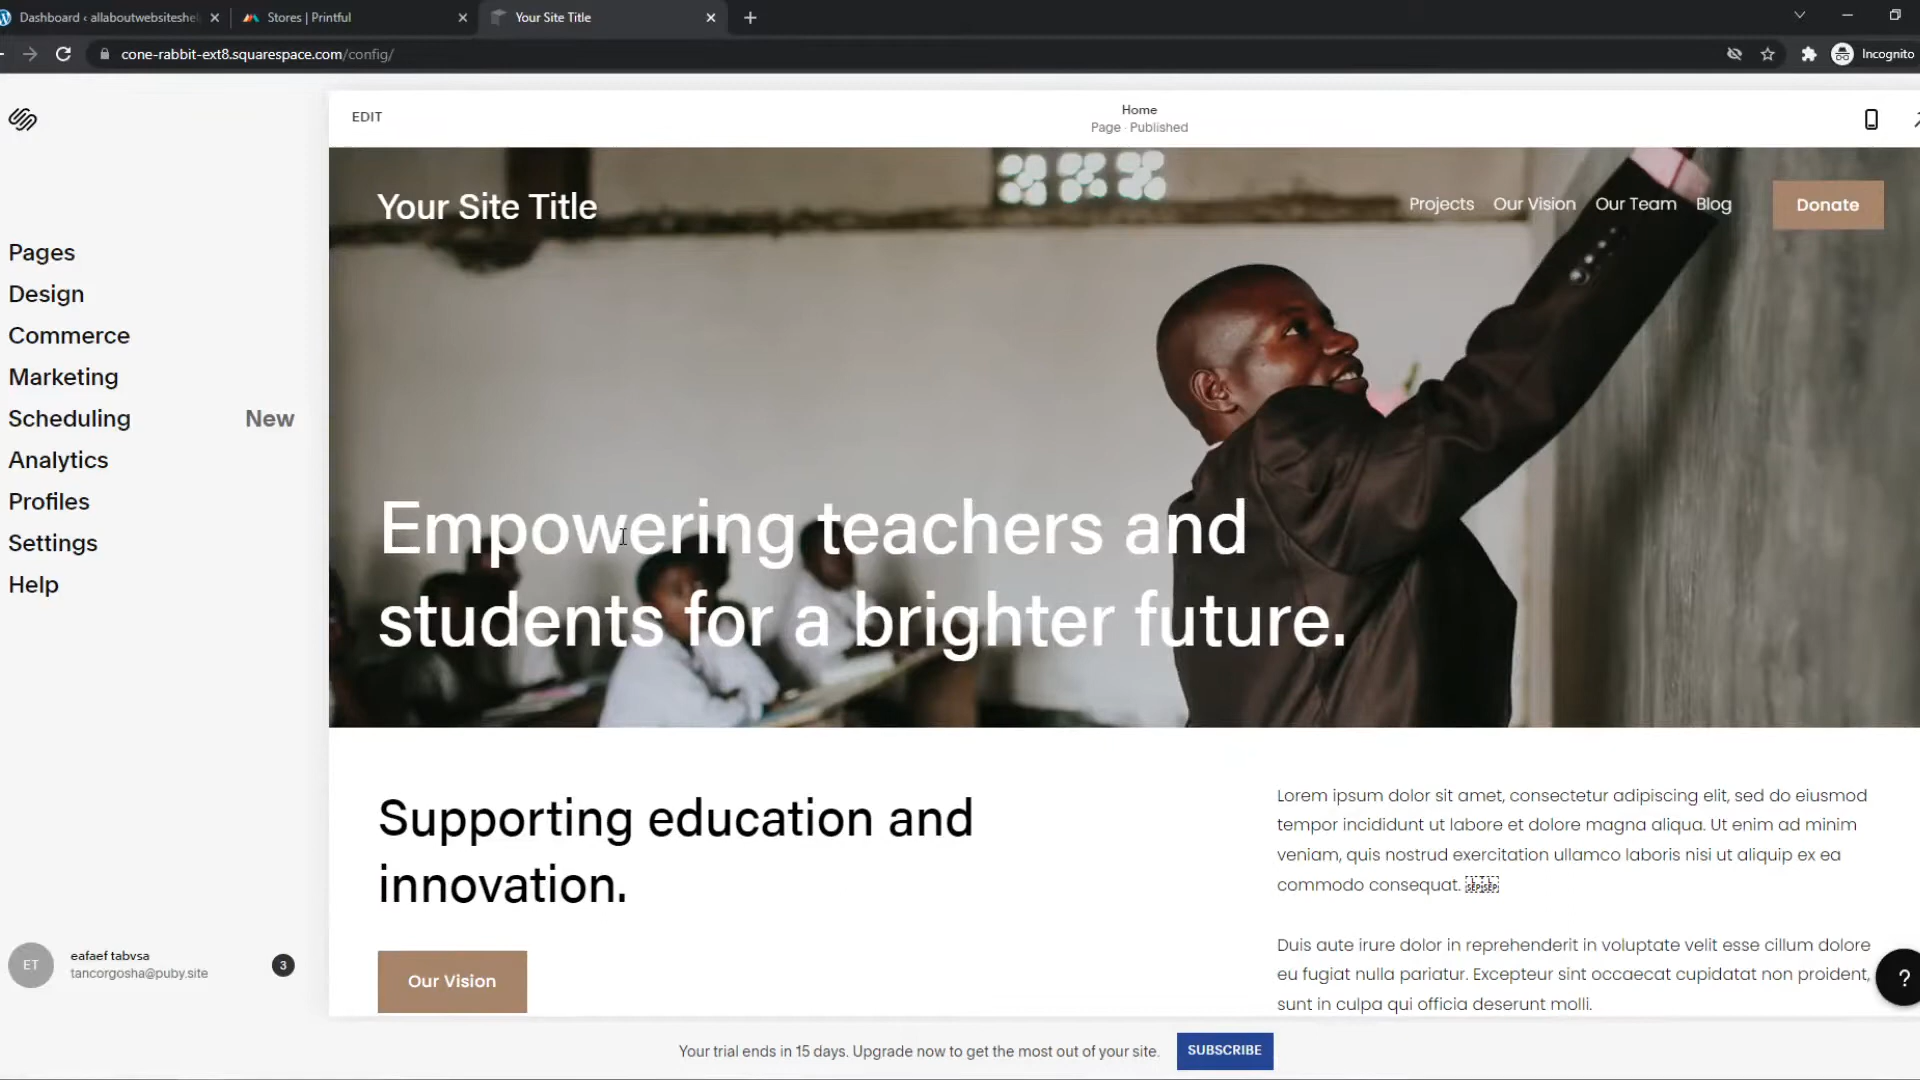 Dashboard ‹ allaboutwebsiteshe
Stores | Printful
Your Site Title
cone-rabbit-ext8.squarespace.com/config/
Incognito
EDIT
Home
Page · Published
Pages
Design
Commerce
Marketing
Scheduling New
Analytics
Profiles
Settings
Help
ET
eafaef tabvsa
tancorgosha@puby.site
3
Your Site Title
Projects Our Vision Our Team Blog Donate
Empowering teachers and
students for a brighter future.
Supporting education and
innovation.
Our Vision
Lorem ipsum dolor sit amet, consectetur adipiscing elit, sed do eiusmod
tempor incididunt ut labore et dolore magna aliqua. Ut enim ad minim
veniam, quis nostrud exercitation ullamco laboris nisi ut aliquip ex ea
commodo consequat.
Duis aute irure dolor in reprehenderit in voluptate velit esse cillum dolore
eu fugiat nulla pariatur. Excepteur sint occaecat cupidatat non proident,
sunt in culpa qui officia deserunt molli.
?
Your trial ends in 15 days. Upgrade now to get the most out of your site.
SUBSCRIBE